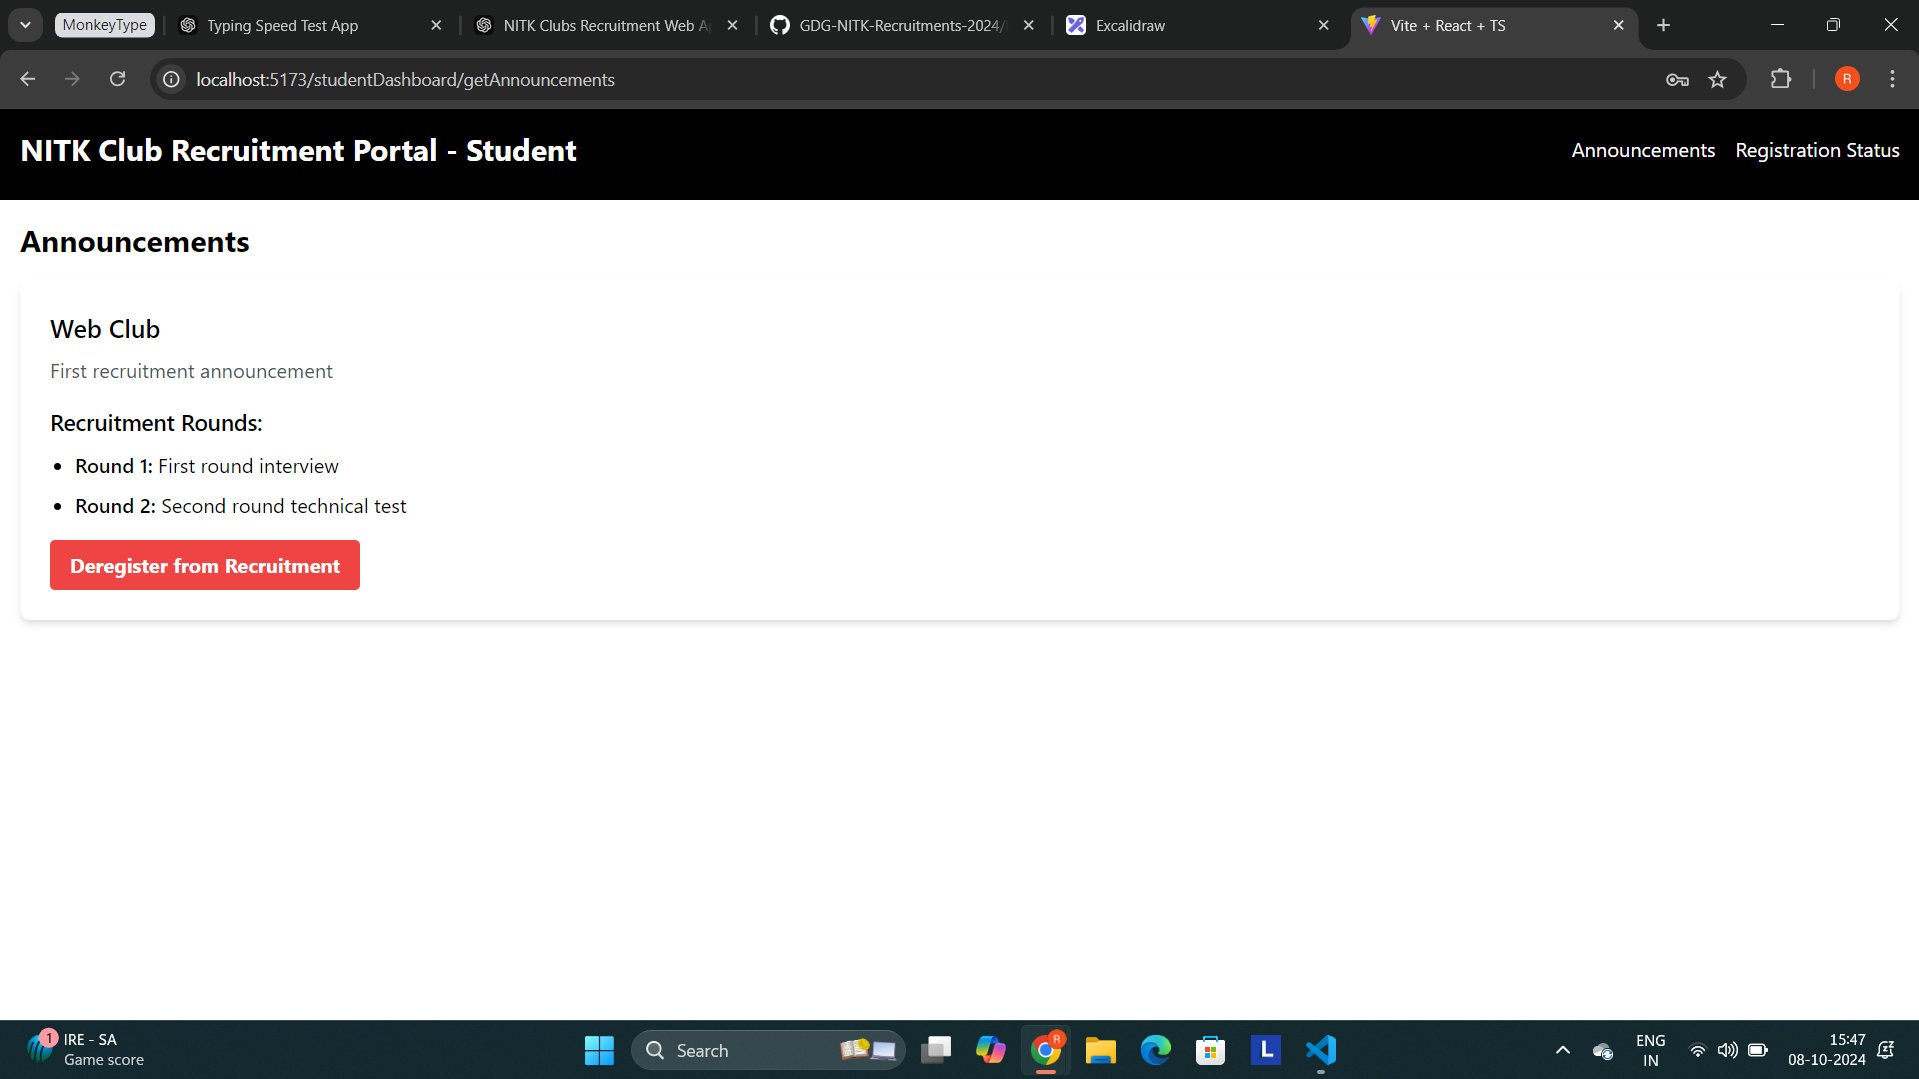 MonkeyType
Typing Speed Test App
NITK Clubs Recruitment Web A
GDG-NITK-Recruitments-2024/
Excalidraw
Vite + React + TS
localhost:5173/studentDashboard/getAnnouncements
R
NITK Club Recruitment Portal - Student
Announcements
Registration Status
Announcements
Web Club
First recruitment announcement
Recruitment Rounds:
Round 1: First round interview
Round 2: Second round technical test
Deregister from Recruitment
1
IRE - SA
Game score
Search
R
L
ENG
IN
15:47
08-10-2024